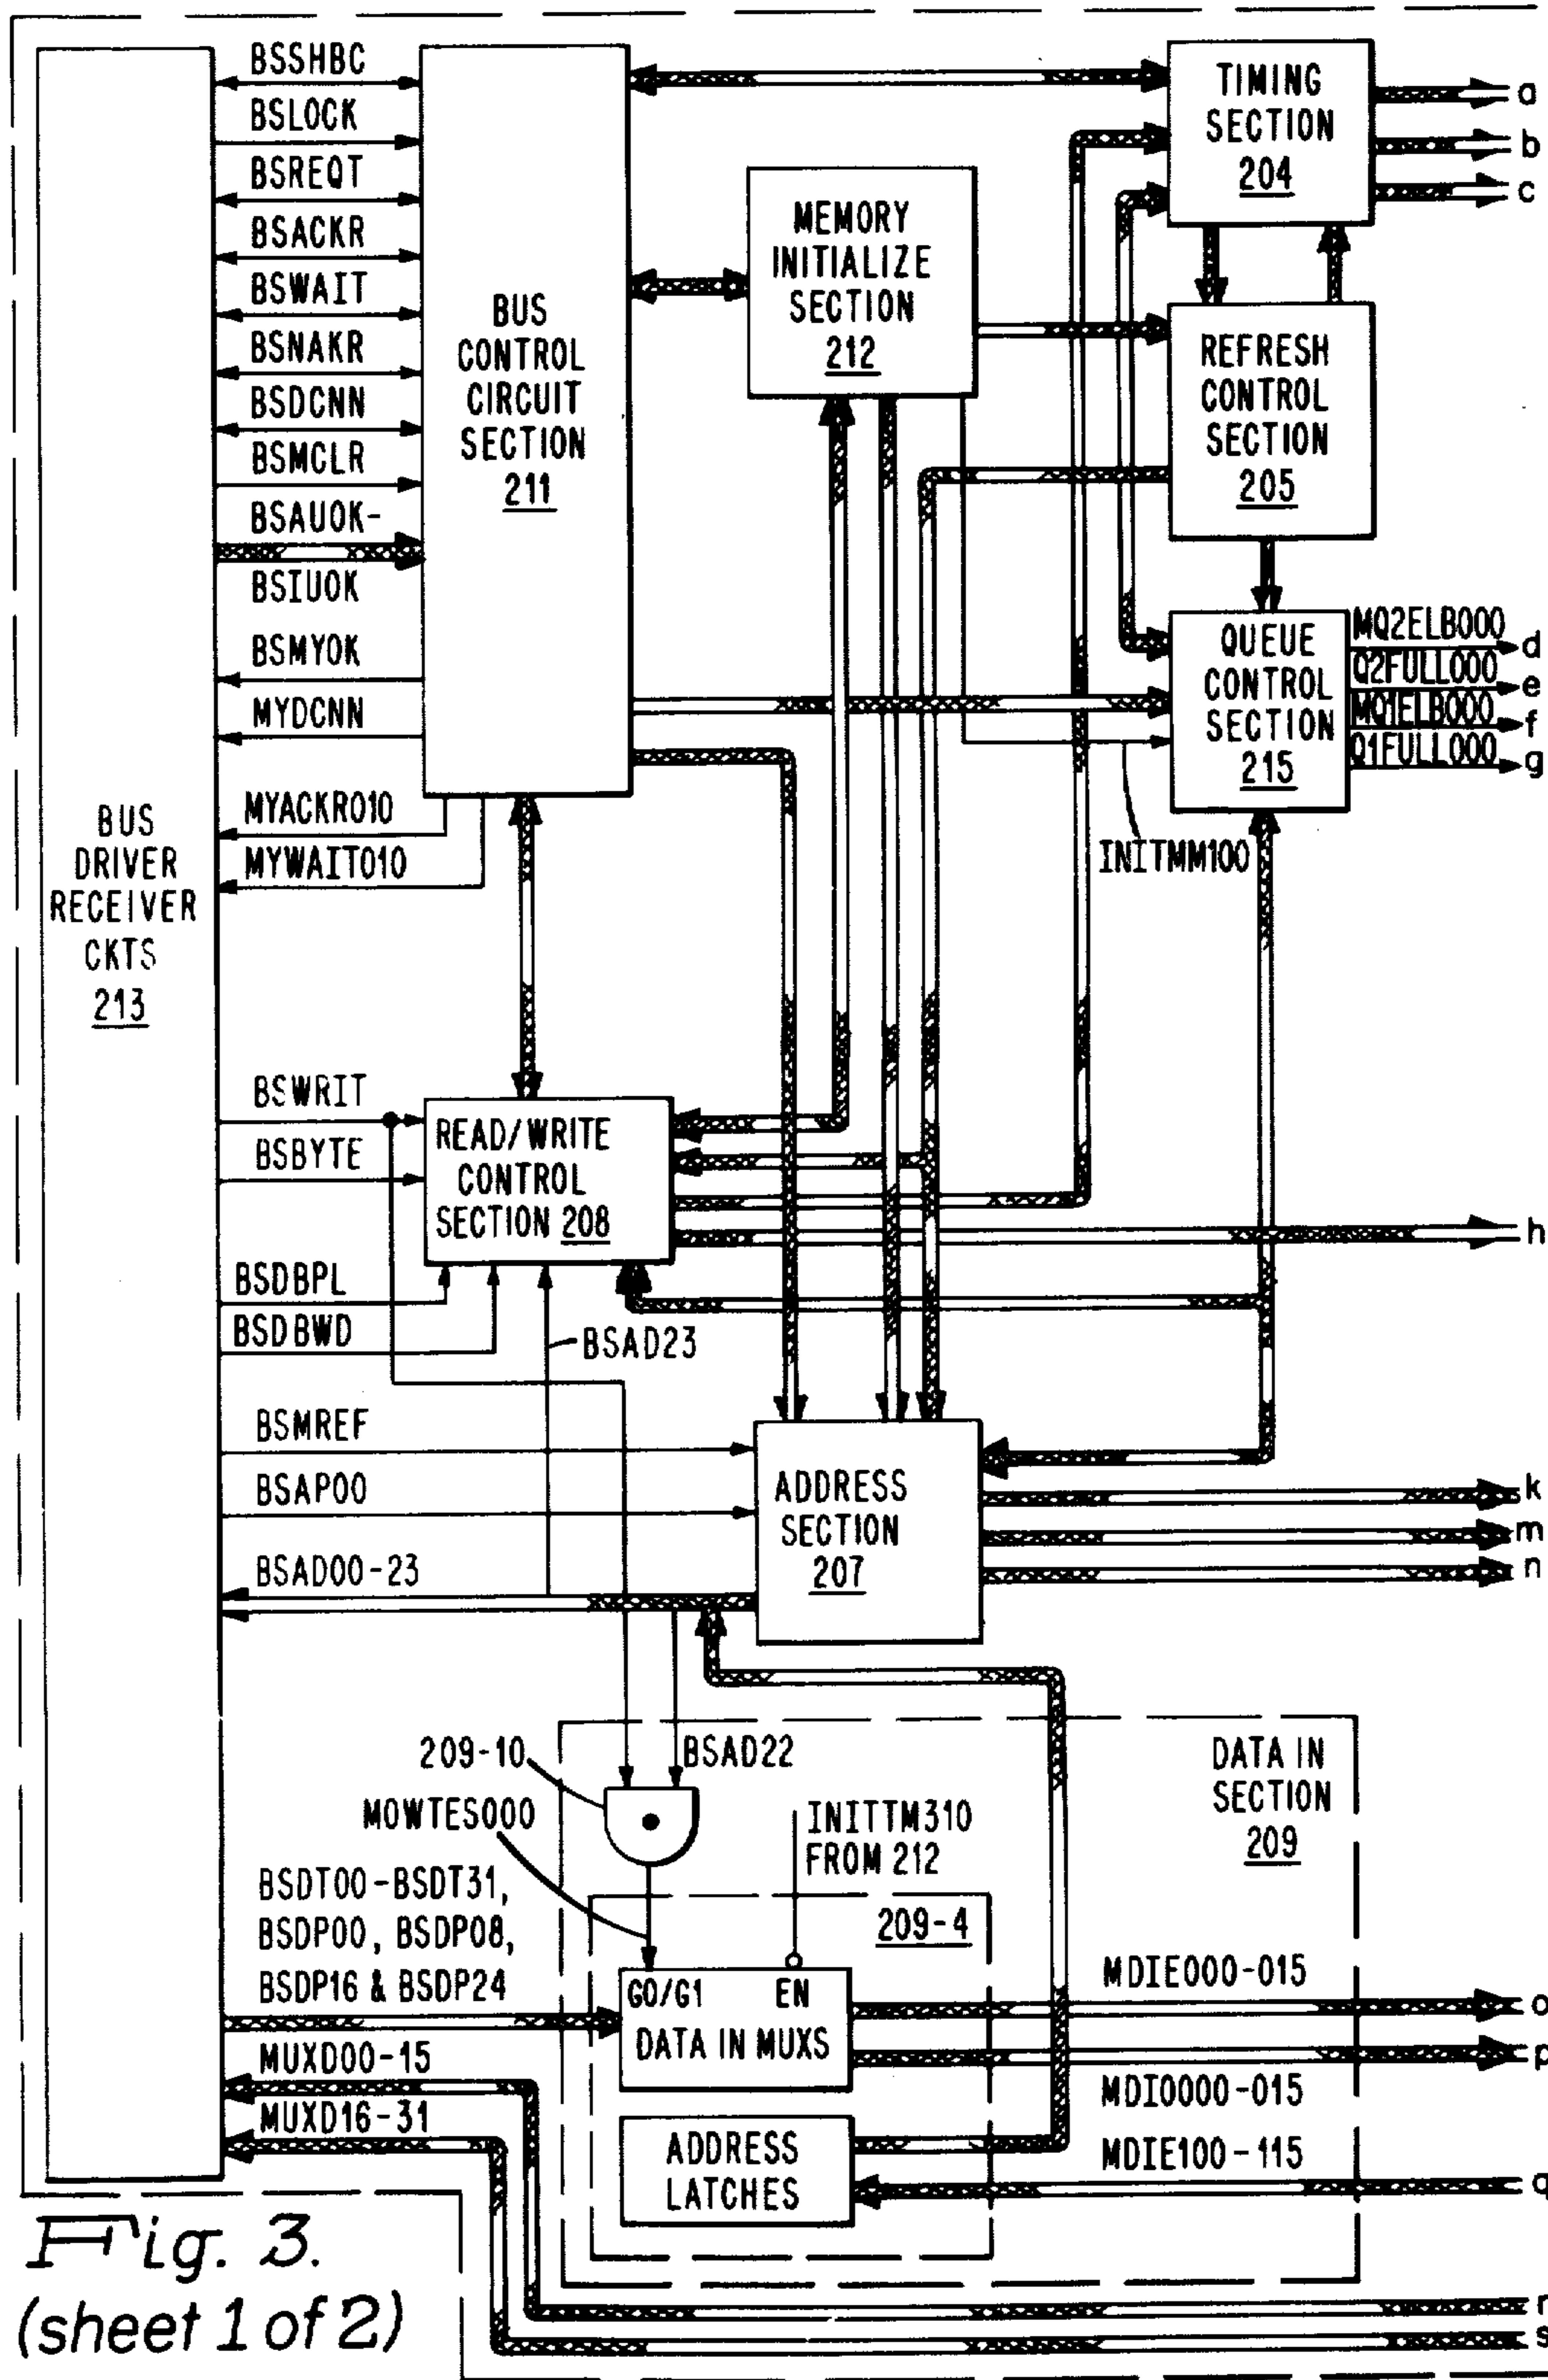 BSSHBC
BSLOCK
BSREQT
BSACKR
BSWAIT
BSNAKR
BSDCNN
BSMCLR
BSAUOK-
BSIUOK
BSMYOK
MYDCNN
MYACKR010
MYWAIT010
BUS
DRIVER
RECEIVER
CKTS
213
BUS
CONTROL
CIRCUIT
SECTION
211
MEMORY
INITIALIZE
SECTION
212
TIMING
SECTION
204
a
b
c
REFRESH
CONTROL
SECTION
205
QUEUE
CONTROL
SECTION
215
MQ2ELB000
d
Q2FULL000
e
MQ1ELB000
f
Q1FULL000
g
INITMM100
BSWRIT
BSBYTE
READ/WRITE
CONTROL
SECTION 208
h
BSDBPL
BSDBWD
BSAD23
BSMREF
BSAP00
BSAD00-23
ADDRESS
SECTION
207
k
m
n
209-10
BSAD22
MOWTES000
INITTM310
FROM 212
DATA IN
SECTION
209
BSDT00-BSDT31,
BSDP00, BSDP08,
BSDP16 & BSDP24
209-4
G0/G1 EN
DATA IN MUXS
MDIE000-015
o
p
MDIO000-015
MUXD00-15
MUXD16-31
ADDRESS
LATCHES
MDIE100-115
q
r
s
Fig. 3.
(sheet 1 of 2)